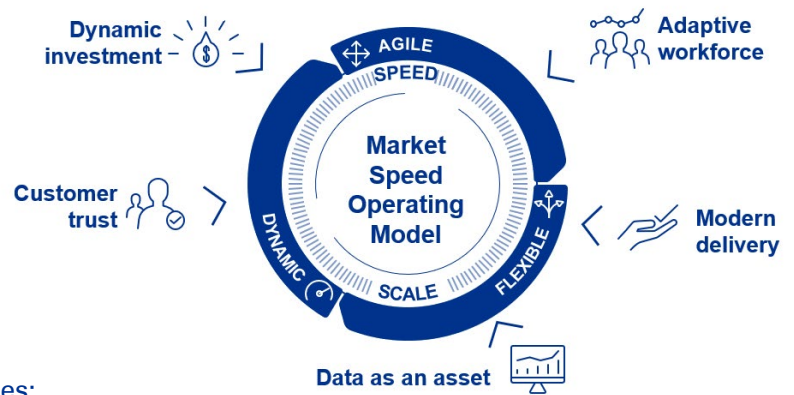 Dynamic
investment
$
AGILE
SPEED
Adaptive
workforce
Market
Speed
Operating
Model
Customer
trust
DYNAMIC
FLEXIBLE
Modern
delivery
SCALE
Data as an asset
es: